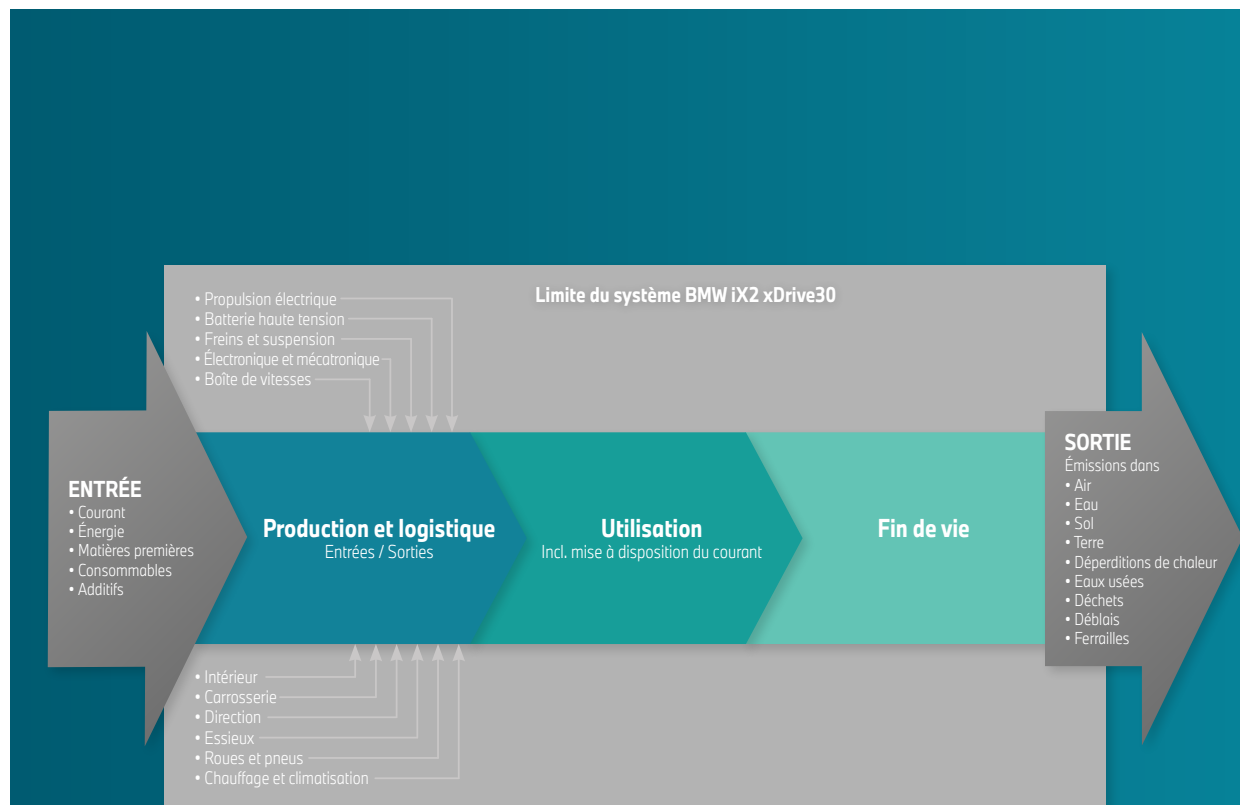 Limite du système BMW iX2 xDrive30
• Propulsion électrique
• Batterie haute tension
• Freins et suspension
• Électronique et mécatronique
• Boîte de vitesses
ENTRÉE
• Courant
• Énergie
• Matières premières
• Consommables
• Additifs
Production et logistique
Entrées / Sorties
Utilisation
Incl. mise à disposition du courant
Fin de vie
SORTIE
Émissions dans
• Air
• Eau
• Sol
• Terre
• Déperditions de chaleur
• Eaux usées
• Déchets
• Déblais
• Ferrailles
• Intérieur
• Carrosserie
• Direction
• Essieux
• Roues et pneus
• Chauffage et climatisation